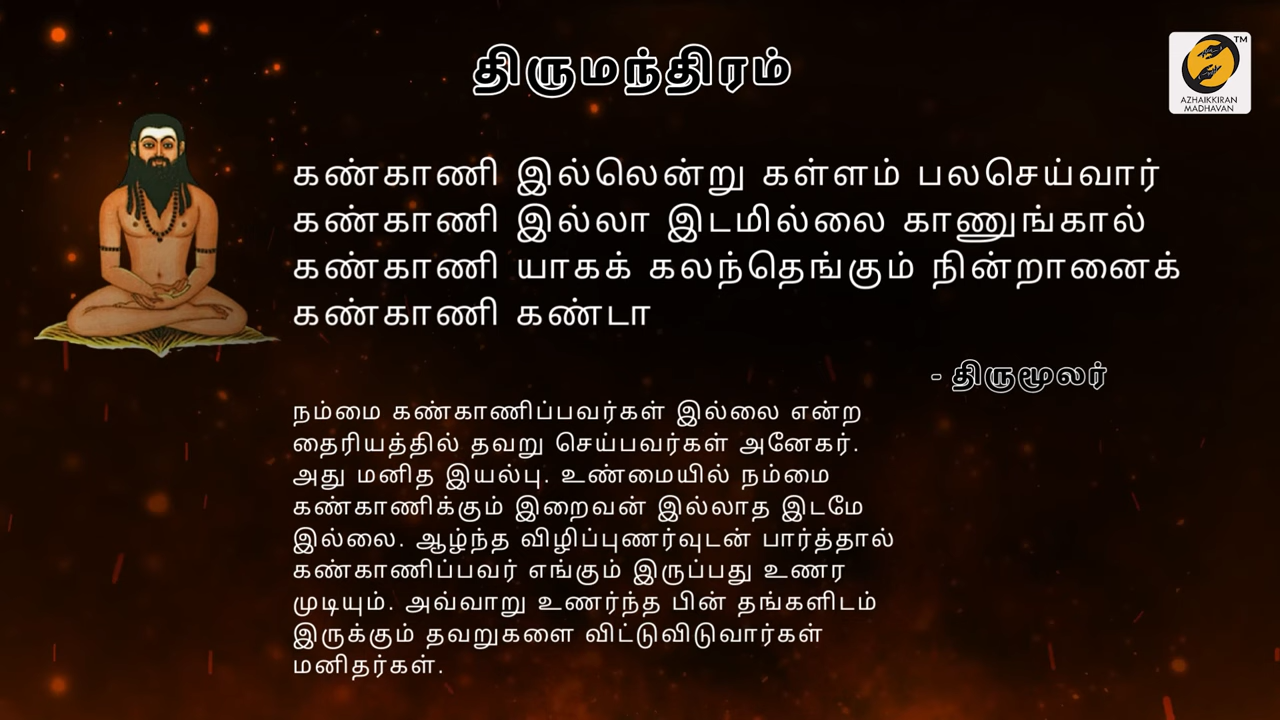 திருமந்திரம்
TM
AZHAIKKIRAN
MADHAVAN
கண்காணி இல்லென்று கள்ளம் பலசெய்வார்
கண்காணி இல்லா இடமில்லை காணுங்கால்
கண்காணி யாகக் கலந்தெங்கும் நின்றானைக்
கண்காணி கண்டா
- திருமூலர்
நம்மை கண்காணிப்பவர்கள் இல்லை என்ற
தைரியத்தில் தவறு செய்பவர்கள் அனேகர்.
அது மனித இயல்பு. உண்மையில் நம்மை
கண்காணிக்கும் இறைவன் இல்லாத இடமே
இல்லை. ஆழ்ந்த விழிப்புணர்வுடன் பார்த்தால்
கண்காணிப்பவர் எங்கும் இருப்பது உணர
முடியும். அவ்வாறு உணர்ந்த பின் தங்களிடம்
இருக்கும் தவறுகளை விட்டுவிடுவார்கள்
மனிதர்கள்.